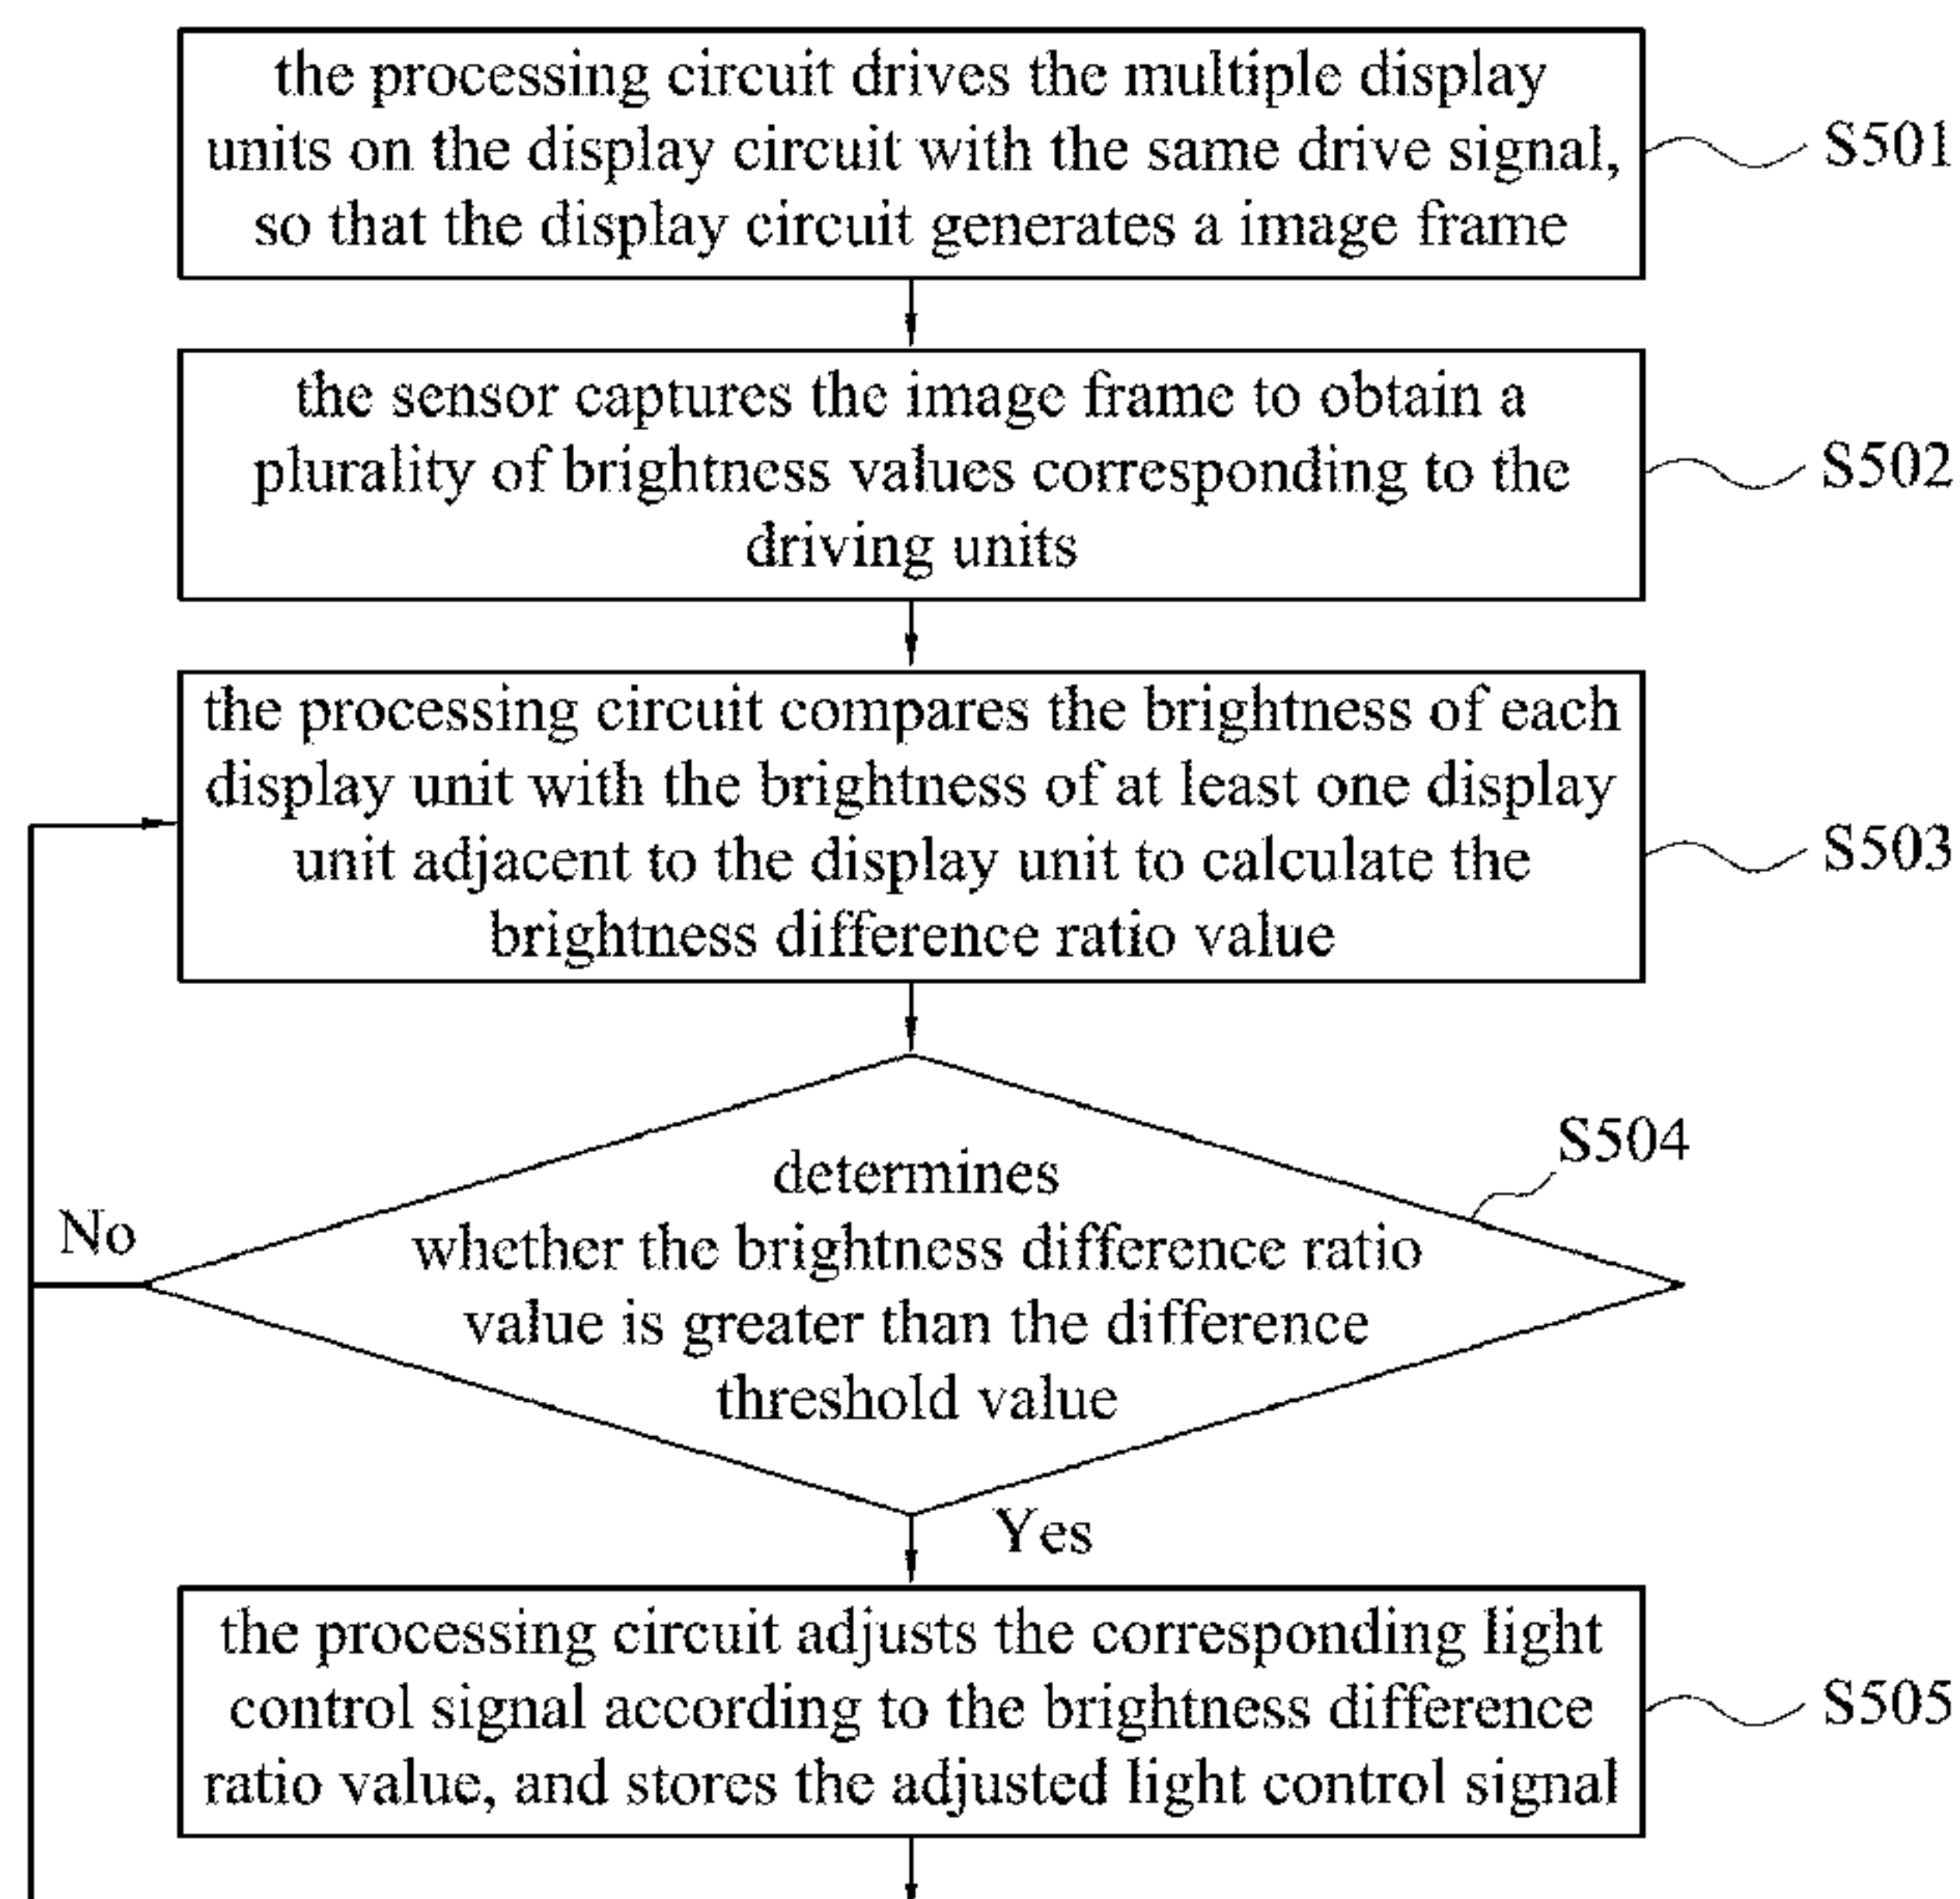 the processing circuit drives the multiple display
units on the display circuit with the same drive signal,
so that the display circuit generates a image frame
S501
the sensor captures the image frame to obtain a
plurality of brightness values corresponding to the
driving units
S502
the processing circuit compares the brightness of each
display unit with the brightness of at least one display
unit adjacent to the display unit to calculate the
brightness difference ratio value
S503
determines
whether the brightness difference ratio
value is greater than the difference
threshold value
S504
No
Yes
the processing circuit adjusts the corresponding light
control signal according to the brightness difference
ratio value, and stores the adjusted light control signal
S505